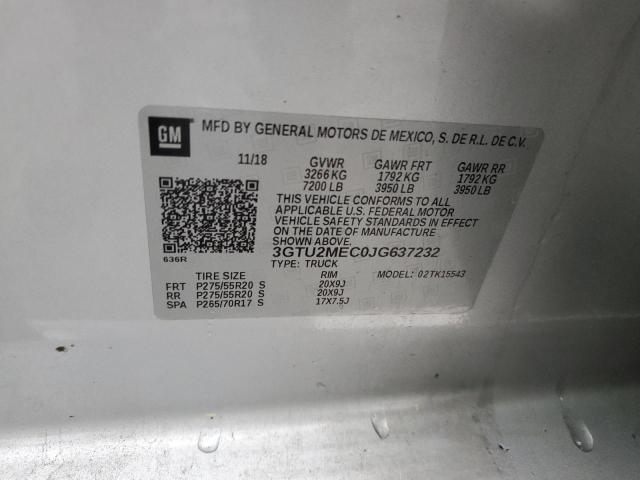 GM MFD BY GENERAL MOTORS DE MEXICO, S. DE R.L. DE C.V.
11/18 GVWR GAWR FRT GAWR RR
3266 KG 1792 KG 1792 KG
7200 LB 3950 LB 3950 LB
THIS VEHICLE CONFORMS TO ALL
APPLICABLE U.S. FEDERAL MOTOR
VEHICLE SAFETY STANDARDS IN EFFECT
ON THE DATE OF MANUFACTURE
SHOWN ABOVE.
636R 3GTU2MEC0JG637232
TYPE: TRUCK
TIRE SIZE RIM MODEL: 02TK15543
FRT P275/55R20 S 20X9J
RR P275/55R20 S 20X9J
SPA P265/70R17 S 17X7.5J